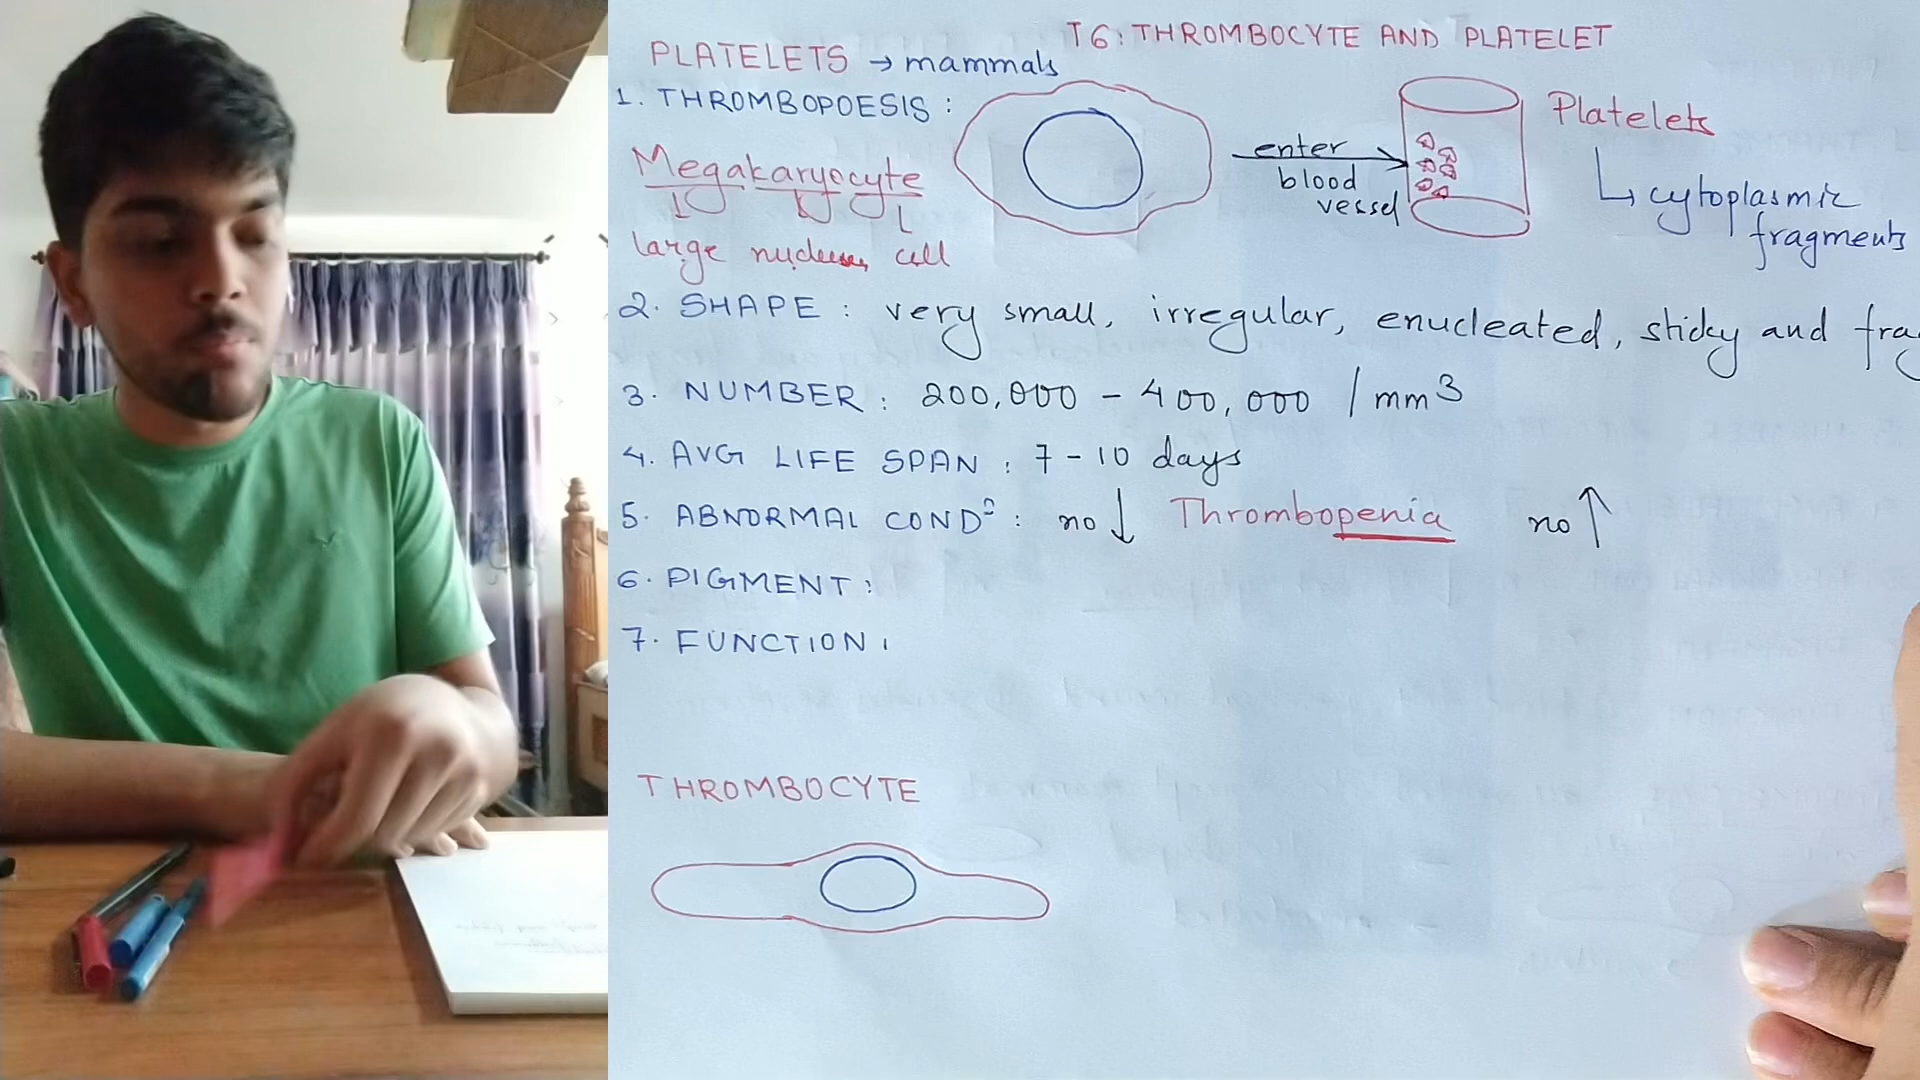 T6: THROMBOCYTE AND PLATELET
PLATELETS → mammals
1. THROMBOPOESIS :
Megakaryocyte
large nucleus cell
enter
blood
vessel
Platelets
cytoplasmic
fragments
2. SHAPE : very small, irregular, enucleated, sticky and frag
3. NUMBER : 200,000 - 400,000 / mm3
4. AVG LIFE SPAN : 7-10 days
5. ABNORMAL CONDn : no ↓ Thrombopenia no ↑
6. PIGMENT :
7. FUNCTION :
THROMBOCYTE